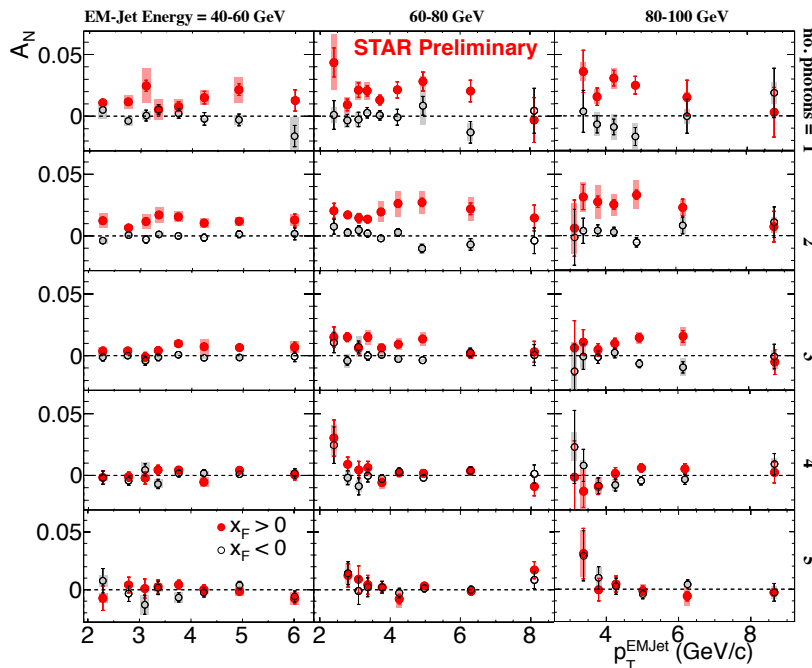 EM-Jet Energy = 40-60 GeV 60-80 GeV 80-100 GeV
A_N
STAR Preliminary
no. photons = 1
0.05
0
2
0.05
0
3
0.05
0
4
0.05
0
5
0.05
0
x_F > 0
x_F < 0
2 3 4 5 6 2 4 6 8 4 6 8
p_T^EMJet (GeV/c)